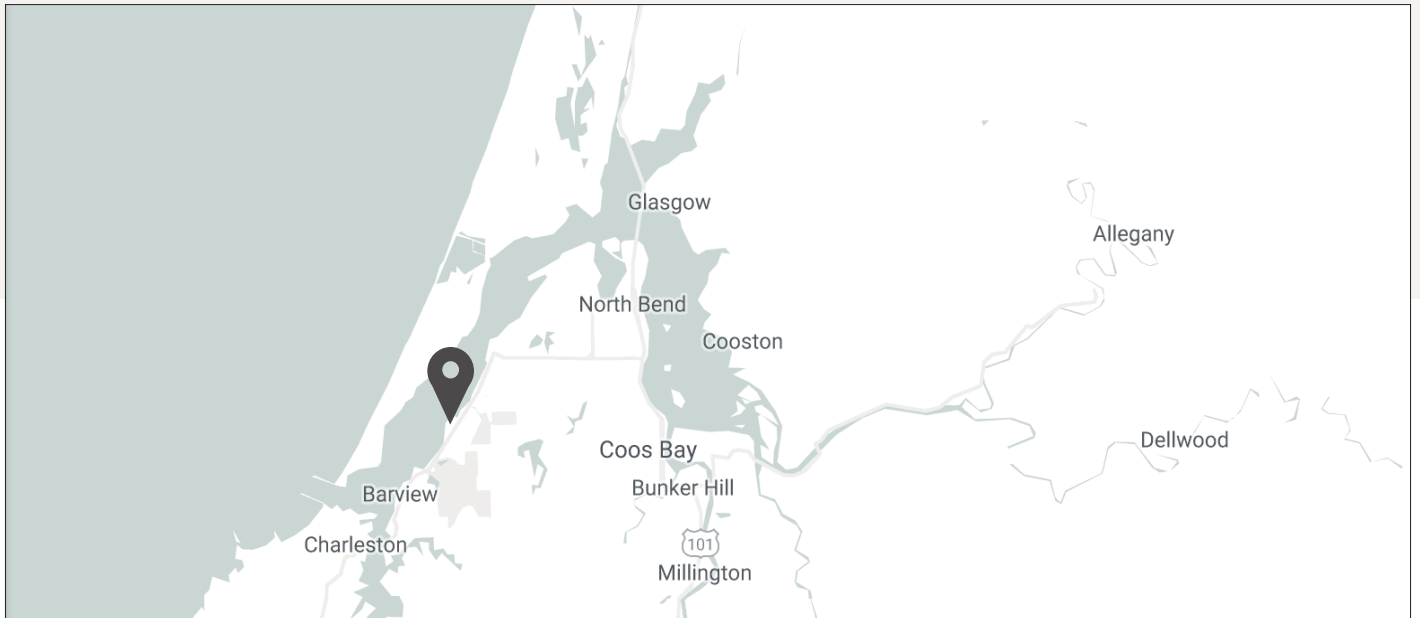 Glasgow
Allegany
North Bend
Cooston
Dellwood
Coos Bay
Bunker Hill
Barview
Charleston
101
Millington